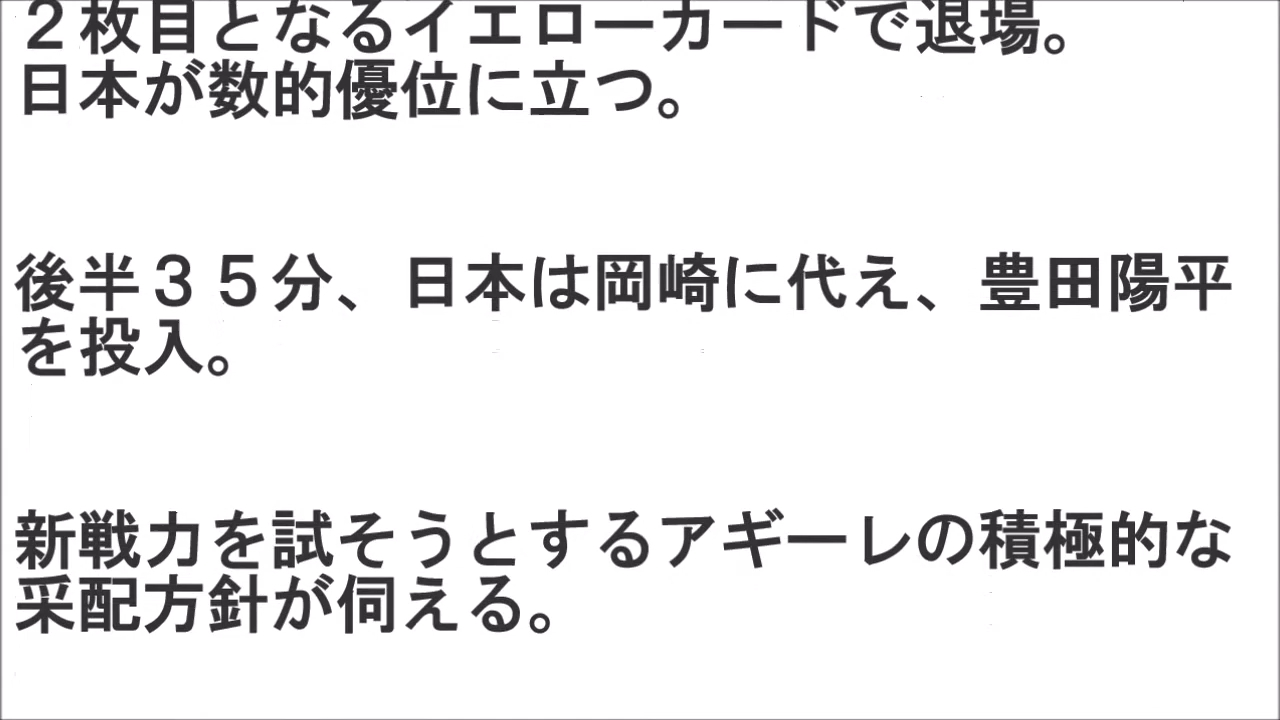 ２枚目となるイエローカードで退場。
日本が数的優位に立つ。
後半３５分、日本は岡崎に代え、豊田陽平
を投入。
新戦力を試そうとするアギーレの積極的な
采配方針が伺える。